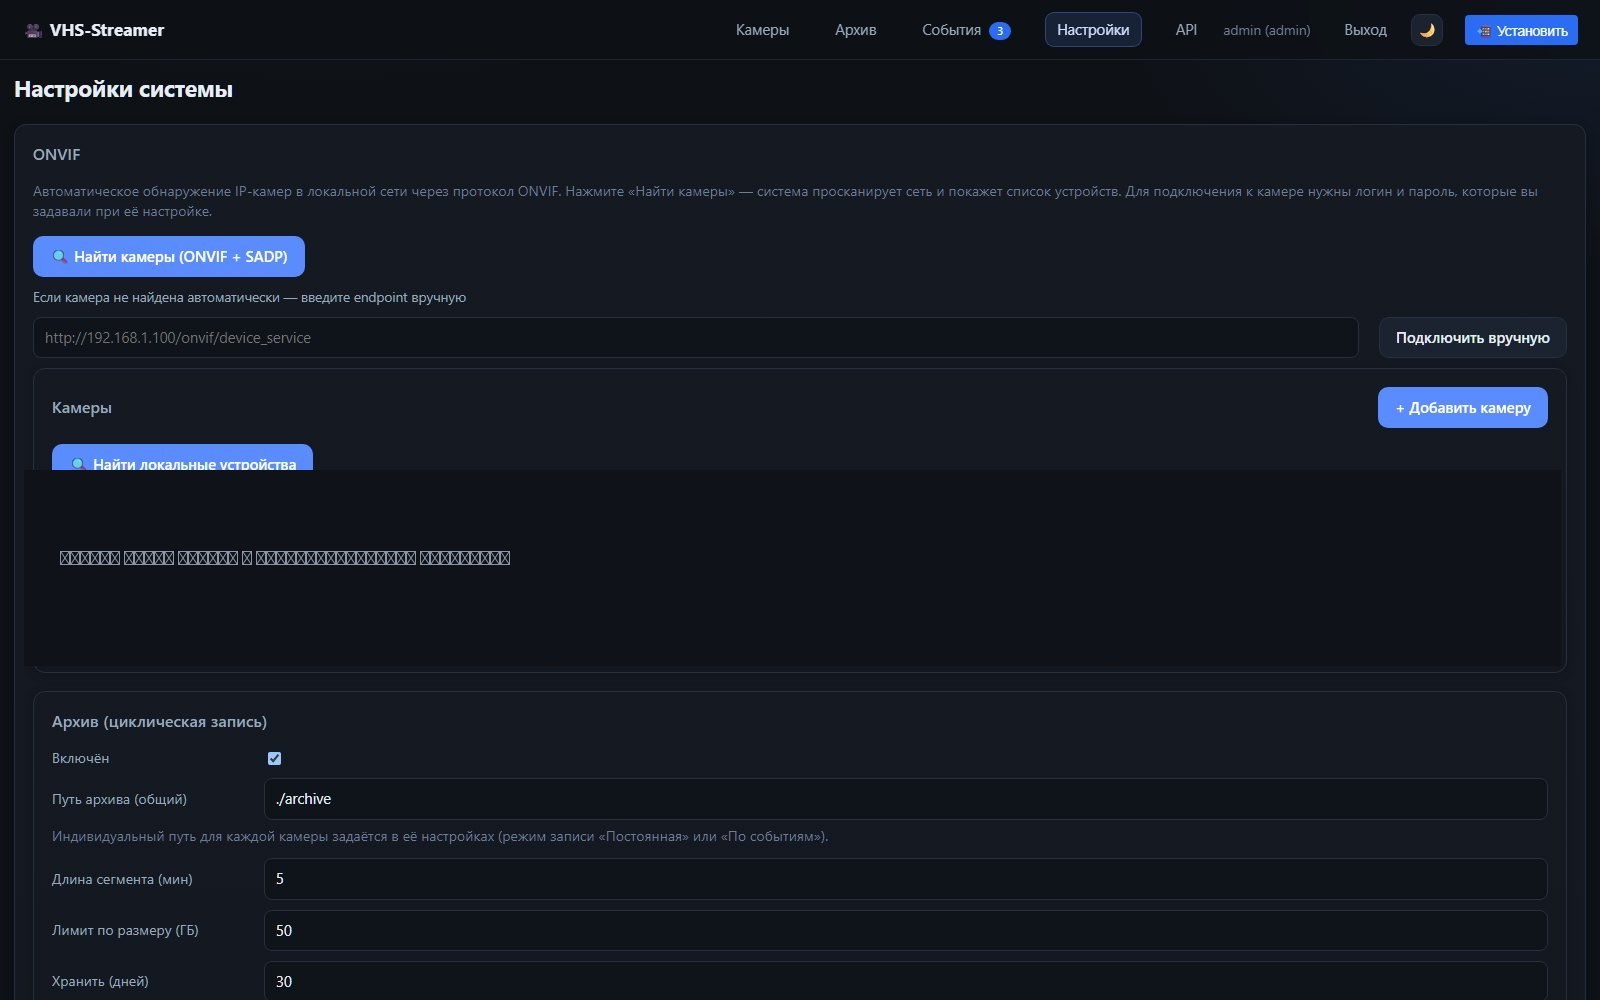 VHS-Streamer
Камеры
Архив
События 3
Настройки
API
admin (admin)
Выход
Установить
Настройки системы
ONVIF
Автоматическое обнаружение IP-камер в локальной сети через протокол ONVIF. Нажмите «Найти камеры» — система просканирует сеть и покажет список устройств. Для подключения к камере нужны логин и пароль, которые вы
задавали при её настройке.
Найти камеры (ONVIF + SADP)
Если камера не найдена автоматически — введите endpoint вручную
http://192.168.1.100/onvif/device_service
Подключить вручную
Камеры
+ Добавить камеру
Найти локальные устройства
Архив (циклическая запись)
Включён
Путь архива (общий)
./archive
Индивидуальный путь для каждой камеры задаётся в её настройках (режим записи «Постоянная» или «По событиям»).
Длина сегмента (мин)
5
Лимит по размеру (ГБ)
50
Хранить (дней)
30